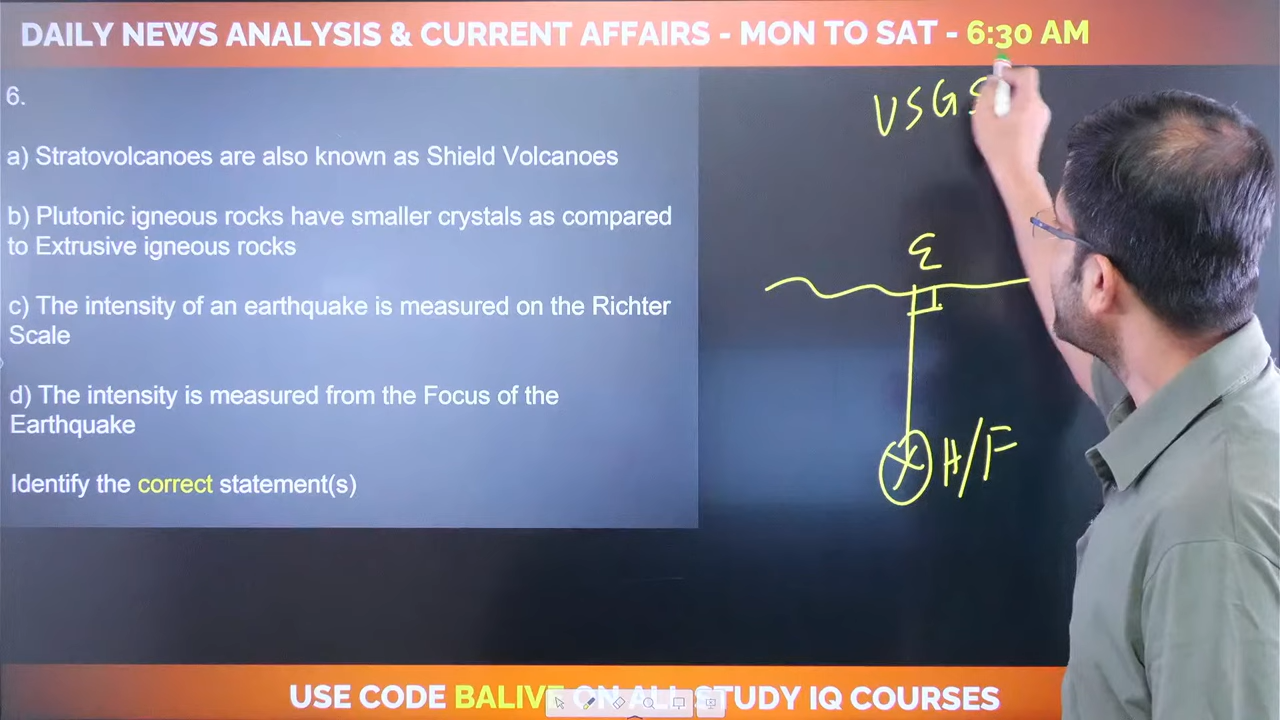 DAILY NEWS ANALYSIS & CURRENT AFFAIRS - MON TO SAT - 6:30 AM
6.
USGS
a) Stratovolcanoes are also known as Shield Volcanoes
b) Plutonic igneous rocks have smaller crystals as compared
to Extrusive igneous rocks
E
c) The intensity of an earthquake is measured on the Richter
Scale
d) The intensity is measured from the Focus of the
Earthquake
H/F
Identify the correct statement(s)
USE CODE BALIVE ON ALL STUDY IQ COURSES